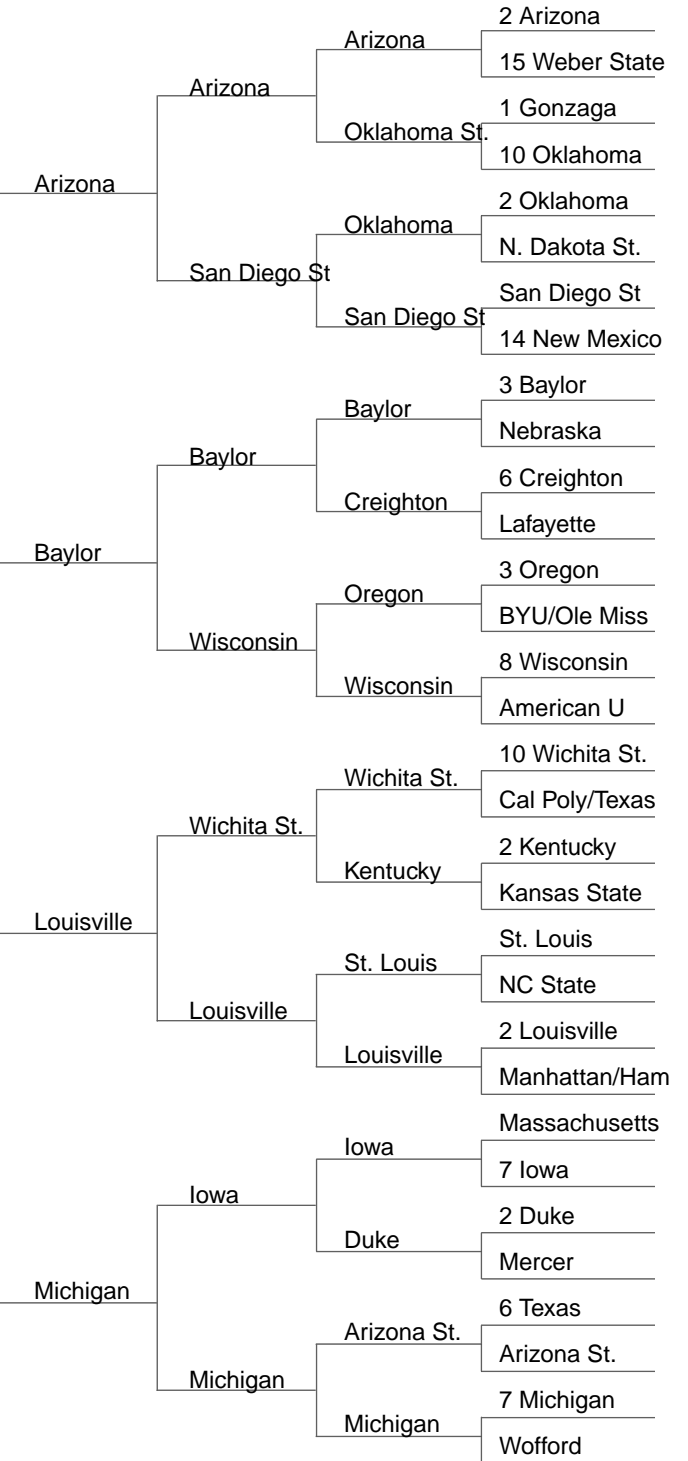 2 Arizona
Arizona
15 Weber State
Arizona
1 Gonzaga
Oklahoma St.
10 Oklahoma
Arizona
2 Oklahoma
Oklahoma
N. Dakota St.
San Diego St
San Diego St
San Diego St
14 New Mexico
3 Baylor
Baylor
Nebraska
Baylor
6 Creighton
Creighton
Lafayette
Baylor
3 Oregon
Oregon
BYU/Ole Miss
Wisconsin
8 Wisconsin
Wisconsin
American U
10 Wichita St.
Wichita St.
Cal Poly/Texas
Wichita St.
2 Kentucky
Kentucky
Kansas State
Louisville
St. Louis
St. Louis
NC State
Louisville
2 Louisville
Louisville
Manhattan/Ham
Massachusetts
Iowa
7 Iowa
Iowa
2 Duke
Duke
Mercer
Michigan
6 Texas
Arizona St.
Arizona St.
Michigan
7 Michigan
Michigan
Wofford